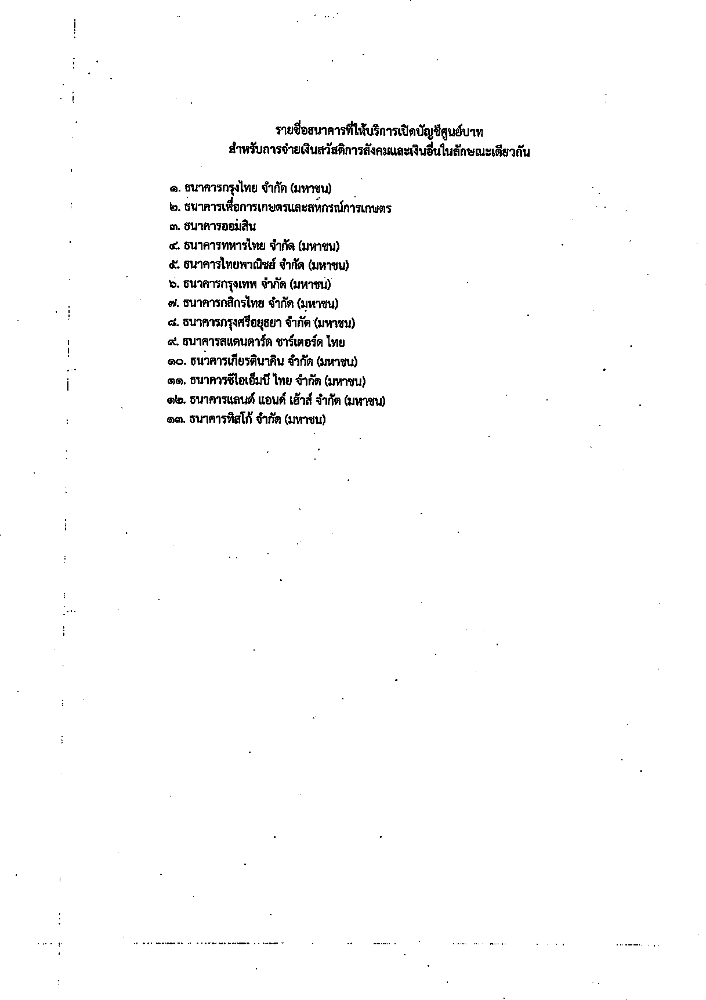 รายชื่อธนาคารที่ให้บริการเปิดบัญชีศูนย์บาท
สำหรับการจ่ายเงินสวัสดิการสังคมและเงินอื่นในลักษณะเดียวกัน
๑. ธนาคารกรุงไทย จำกัด (มหาชน)
๒. ธนาคารเพื่อการเกษตรและสหกรณ์การเกษตร
๓. ธนาคารออมสิน
๔. ธนาคารทหารไทย จำกัด (มหาชน)
๕. ธนาคารไทยพาณิชย์ จำกัด (มหาชน)
๖. ธนาคารกรุงเทพ จำกัด (มหาชน)
๗. ธนาคารกสิกรไทย จำกัด (มหาชน)
๘. ธนาคารกรุงศรีอยุธยา จำกัด (มหาชน)
๙. ธนาคารสแตนดาร์ด ชาร์เตอร์ด ไทย
๑๐. ธนาคารเกียรตินาคิน จำกัด (มหาชน)
๑๑. ธนาคารซีไอเอ็มบี ไทย จำกัด (มหาชน)
๑๒. ธนาคารแลนด์ แอนด์ เฮ้าส์ จำกัด (มหาชน)
๑๓. ธนาคารทิสโก้ จำกัด (มหาชน)